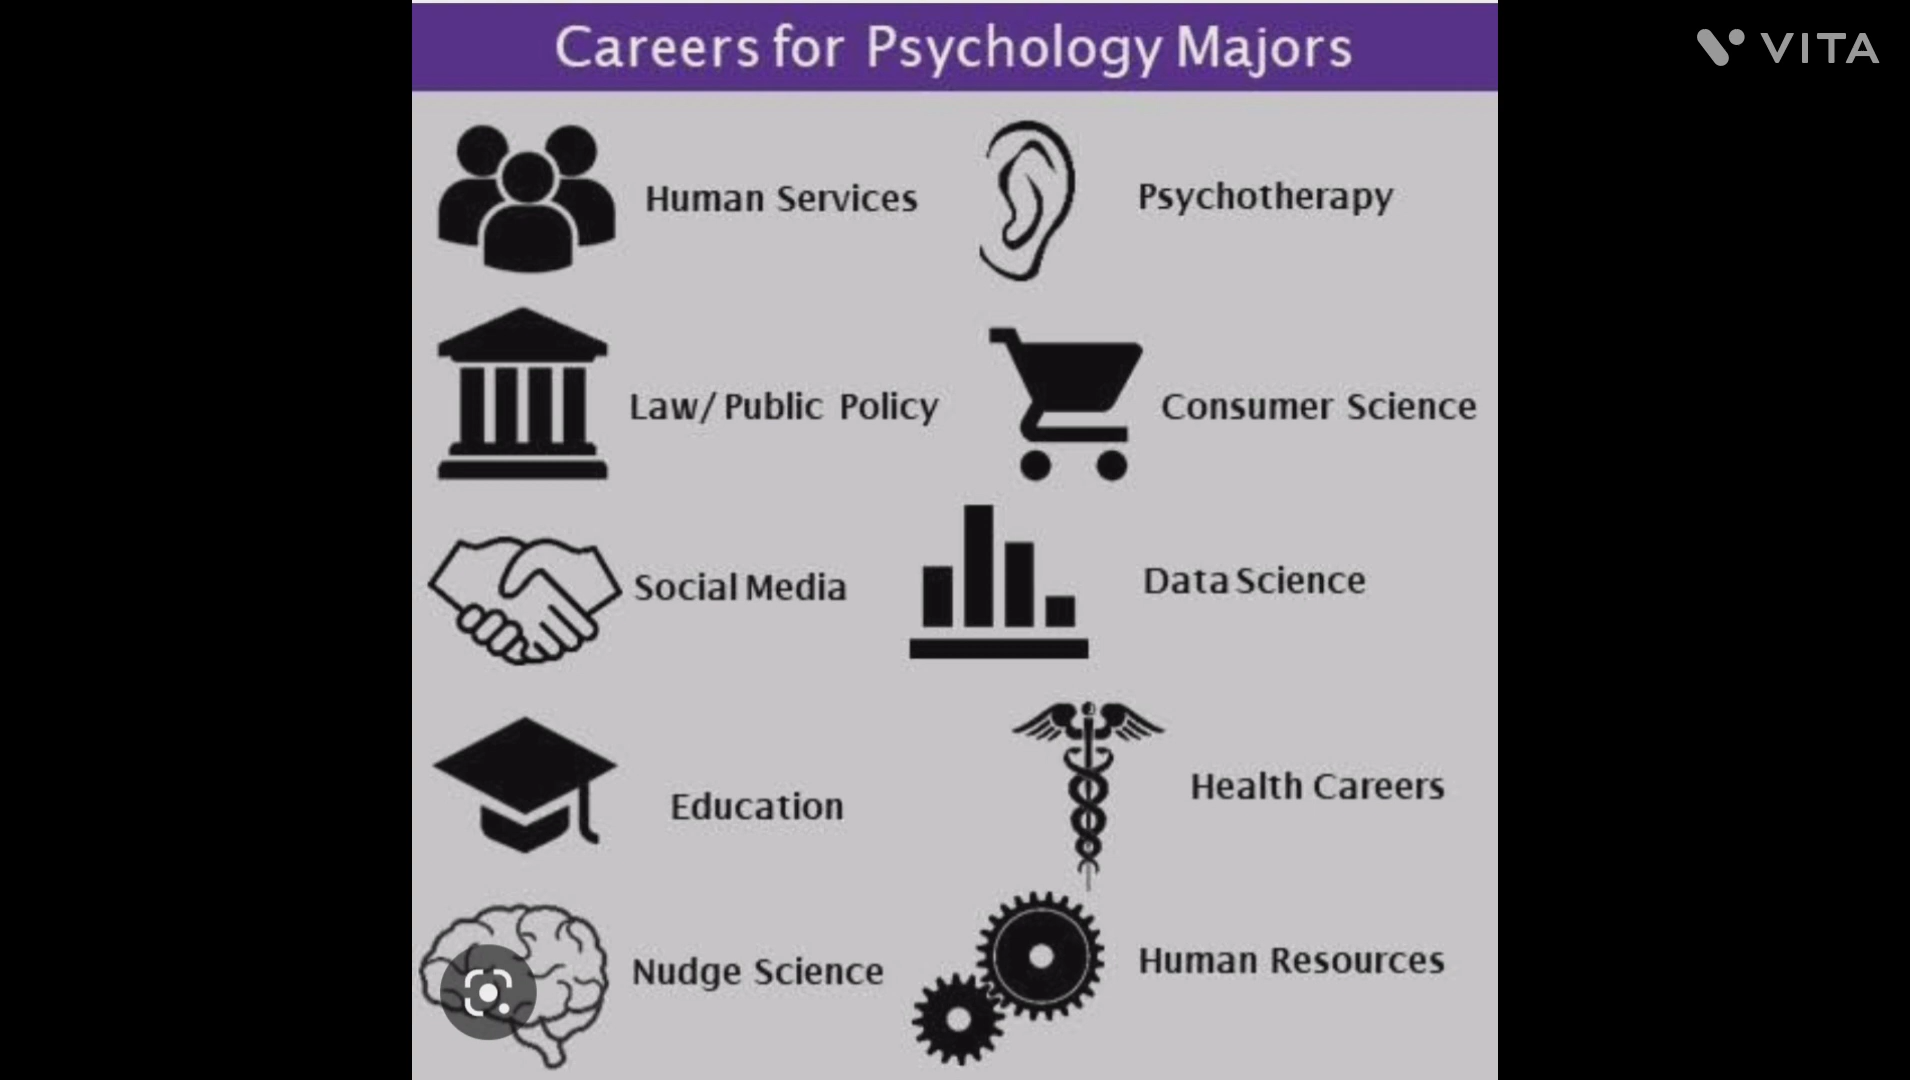 Careers for Psychology Majors
VITA
Human Services
Psychotherapy
Law/ Public Policy
Consumer Science
Social Media
Data Science
Education
Health Careers
Nudge Science
Human Resources